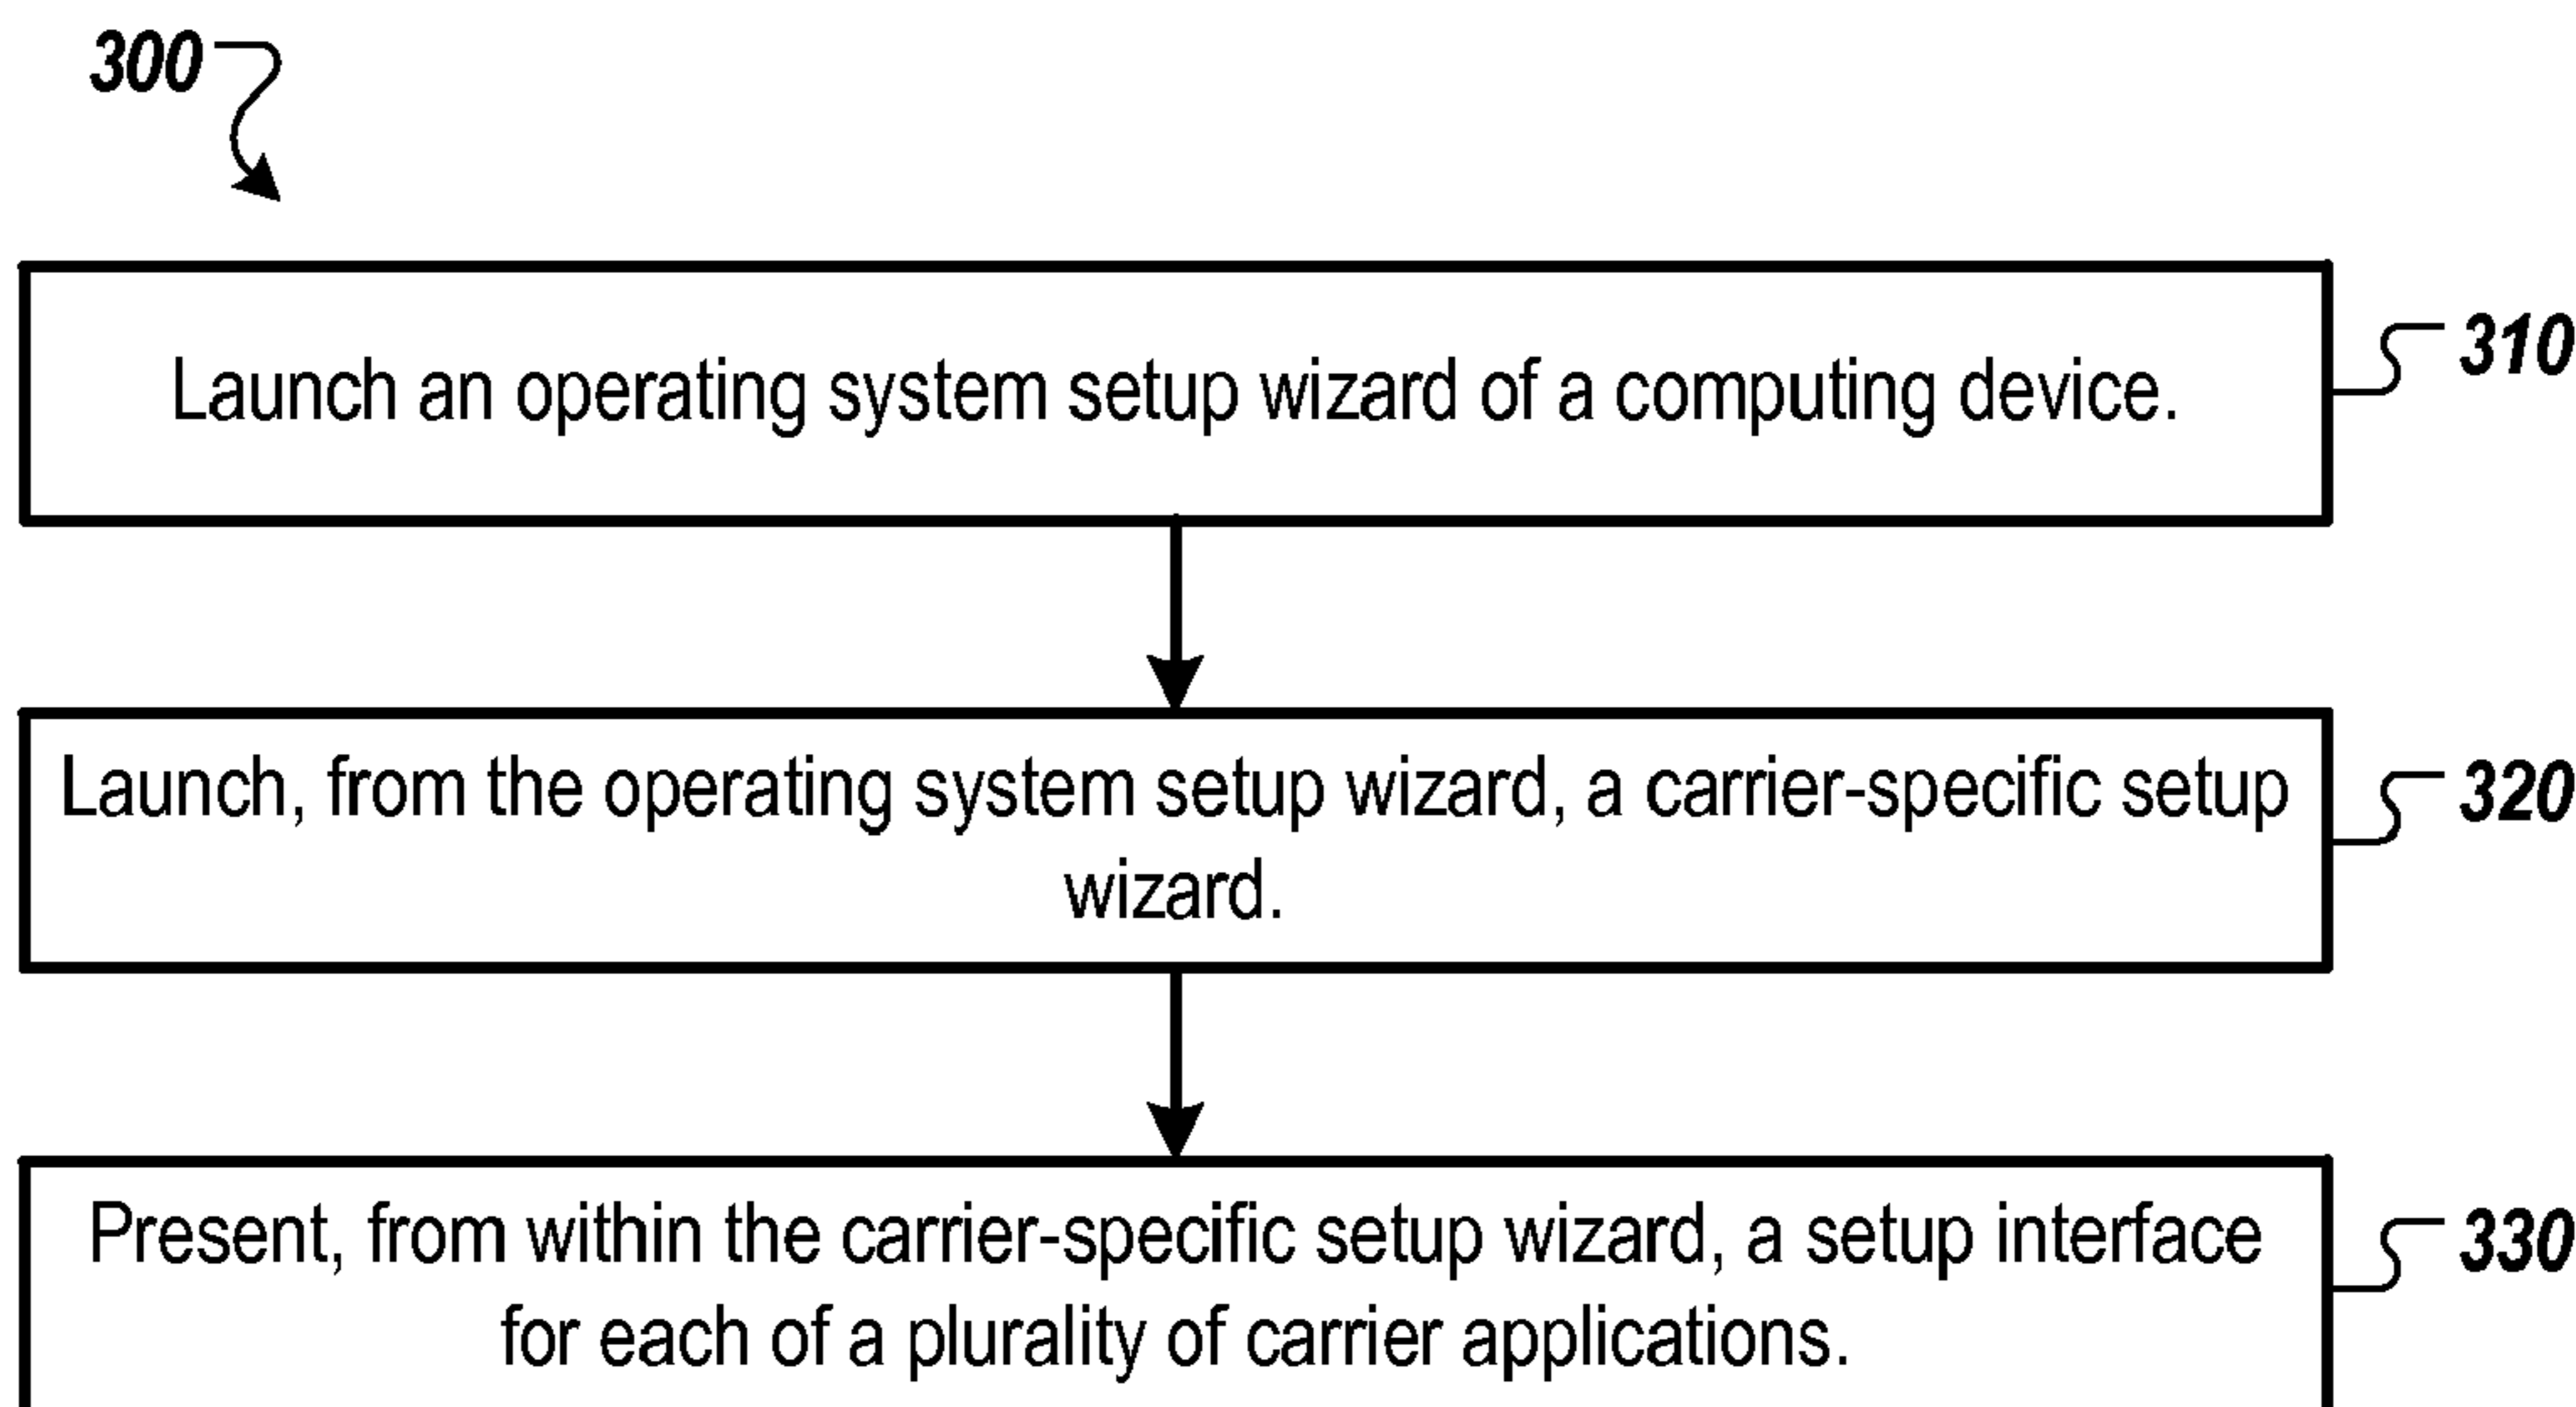 300
Launch an operating system setup wizard of a computing device.
310
Launch, from the operating system setup wizard, a carrier-specific setup
wizard.
320
Present, from within the carrier-specific setup wizard, a setup interface
for each of a plurality of carrier applications.
330